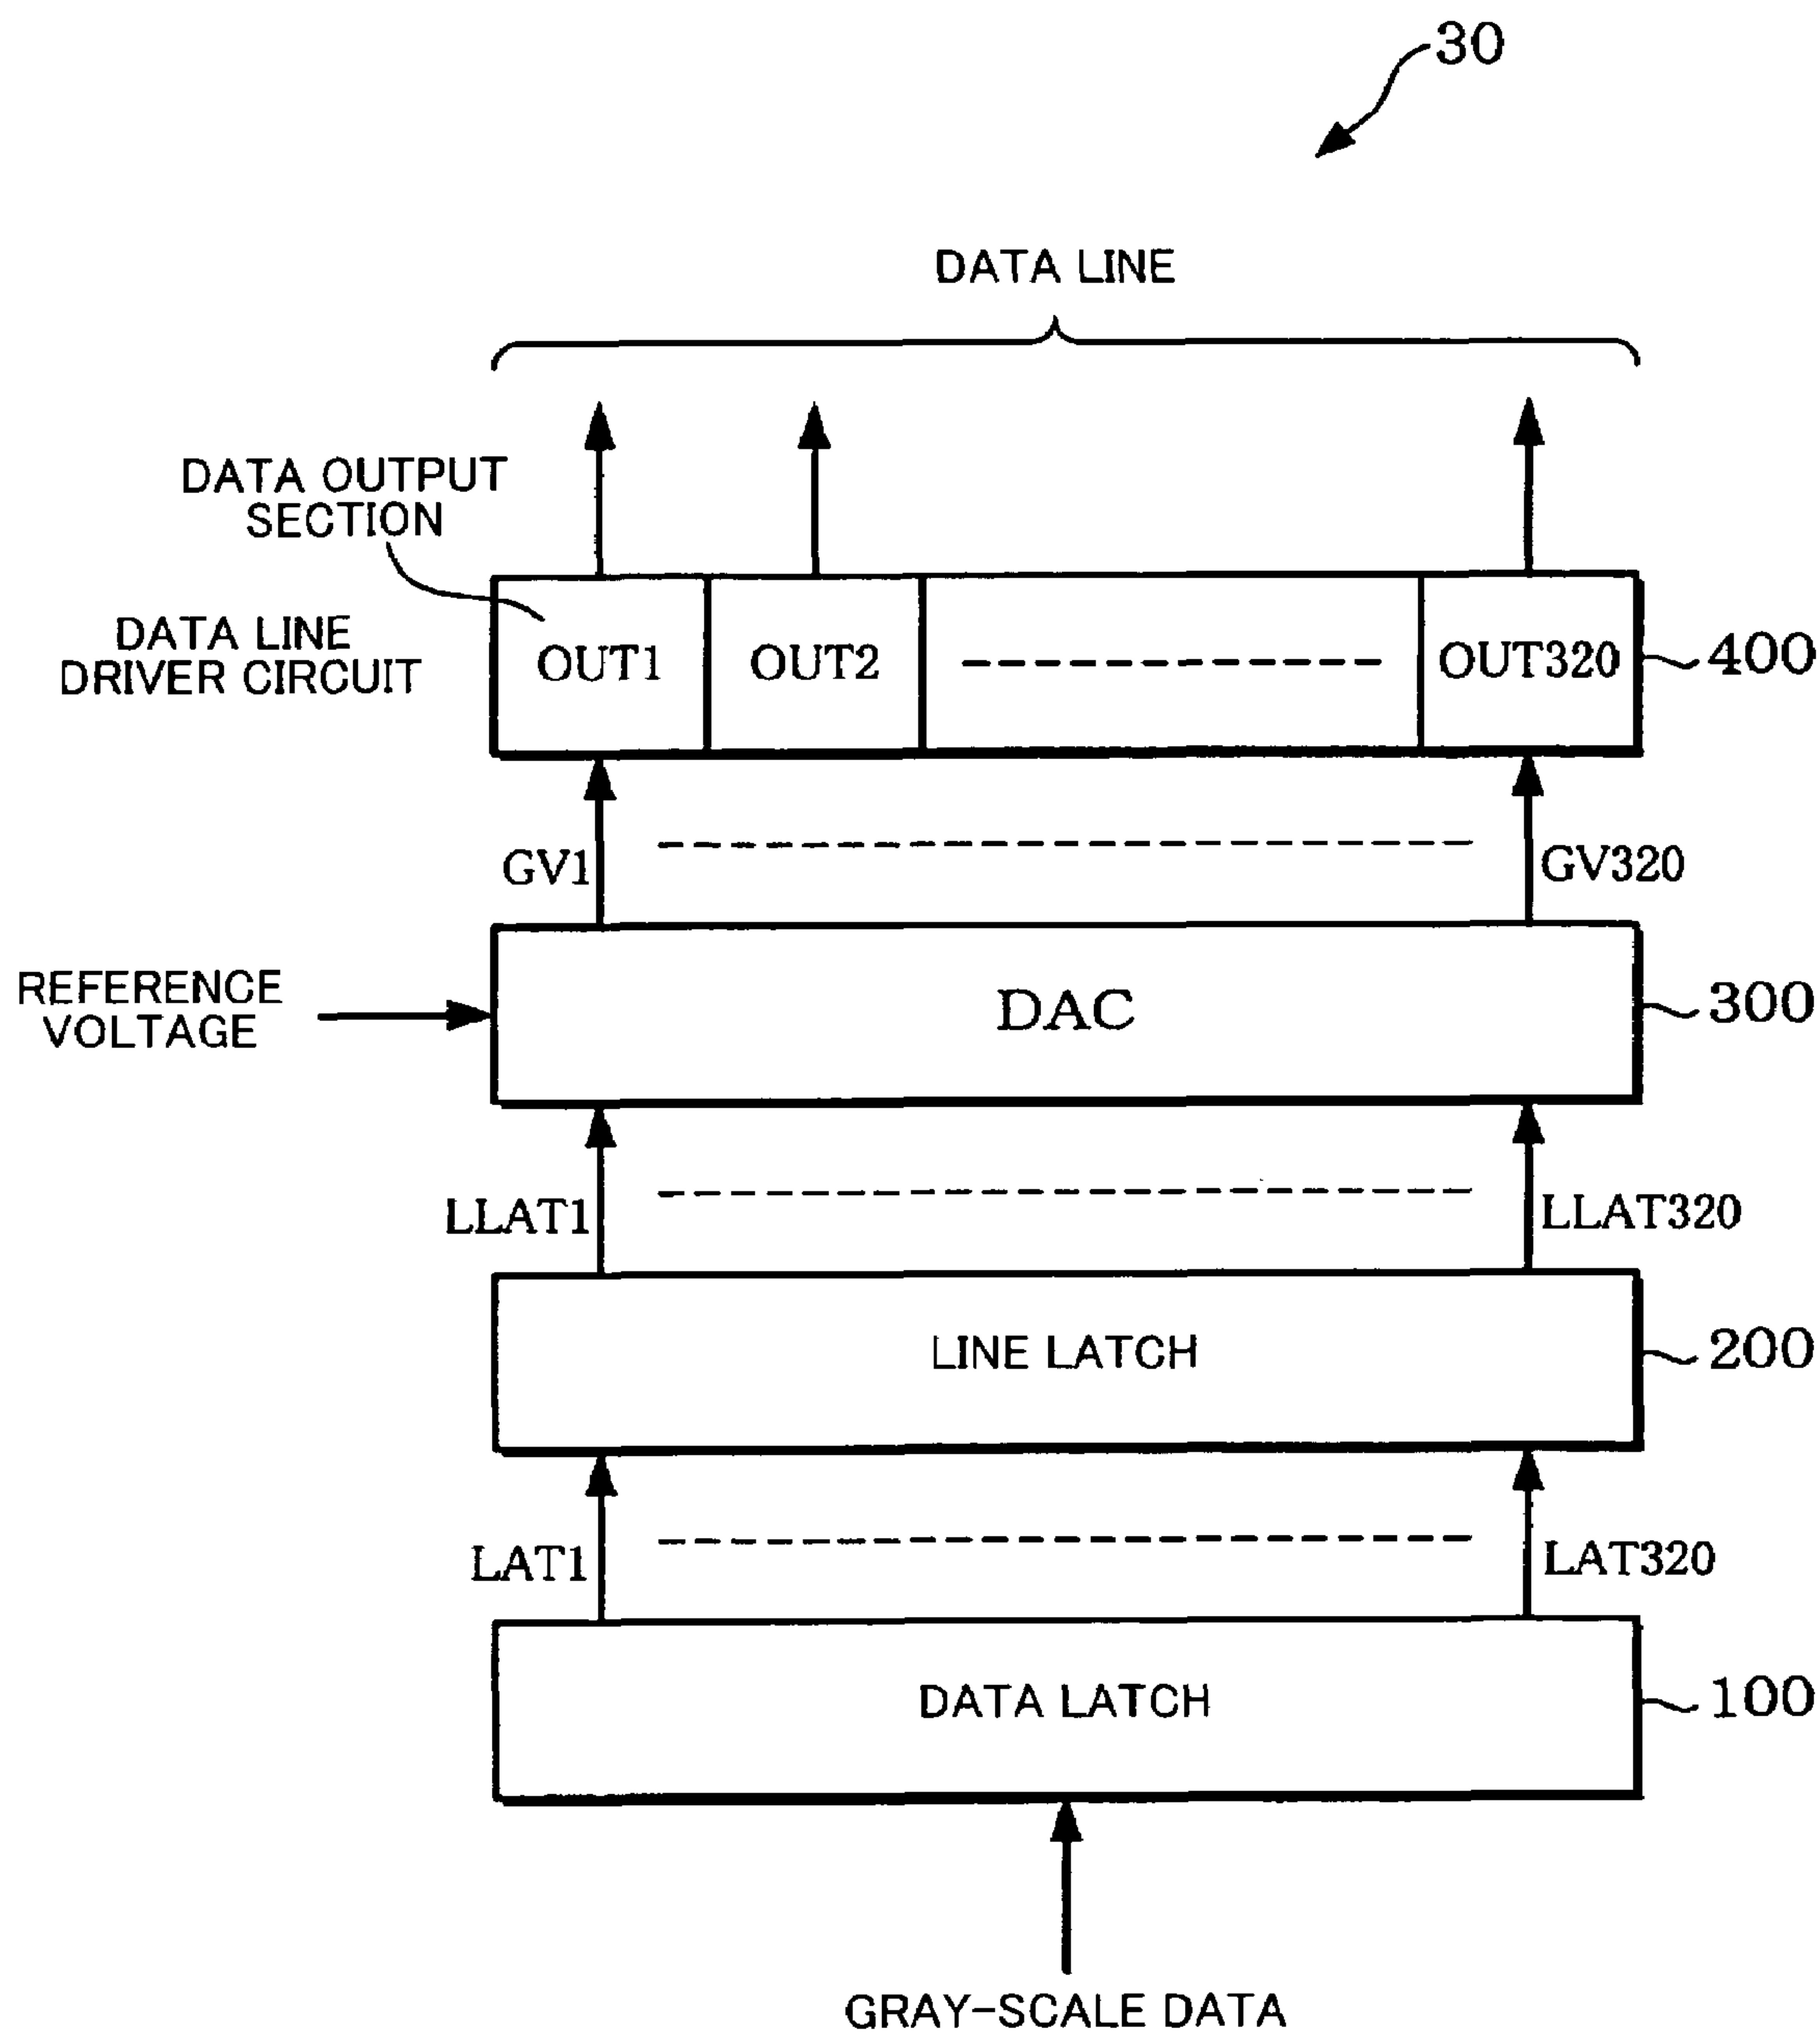 30
DATA LINE
DATA OUTPUT
SECTION
DATA LINE
DRIVER CIRCUIT
OUT1
OUT2
OUT320
400
GV1
GV320
REFERENCE
VOLTAGE
DAC
300
LLAT1
LLAT320
LINE LATCH
200
LAT1
LAT320
DATA LATCH
100
GRAY-SCALE DATA